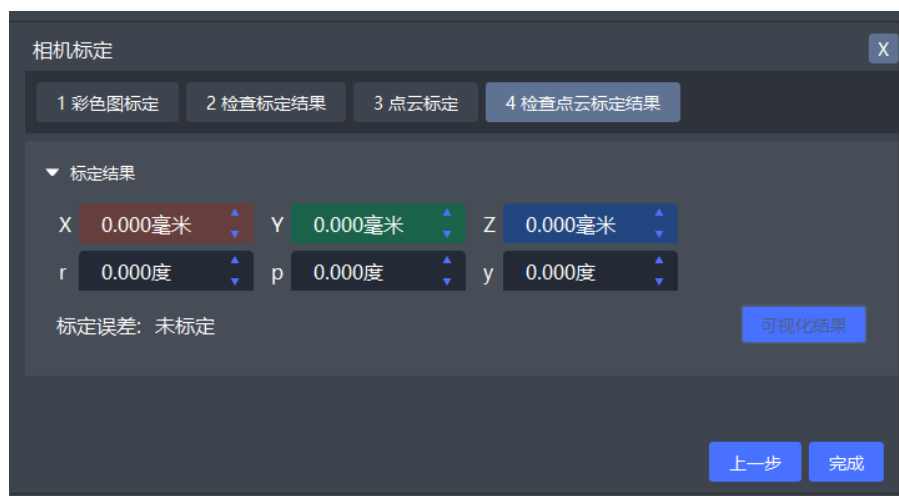 相机标定 X
1 彩色图标定 2 检查标定结果 3 点云标定 4 检查点云标定结果
标定结果
X 0.000毫米 Y 0.000毫米 Z 0.000毫米
r 0.000度 p 0.000度 y 0.000度
标定误差: 未标定 可视化结果
上一步 完成